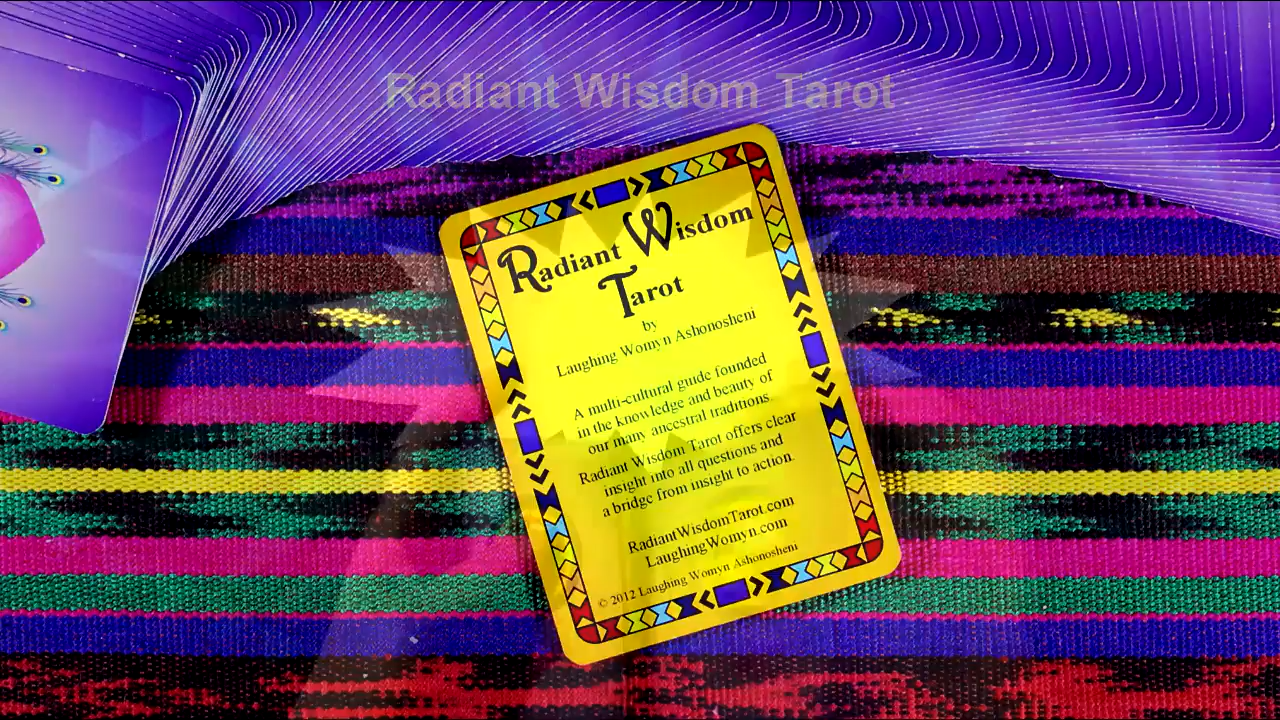 Radiant Wisdom Tarot
Radiant Wisdom
Tarot
by
Laughing Womyn Ashonosheni
A multi-cultural guide founded
in the knowledge and beauty of
our many ancestral traditions
Radiant Wisdom Tarot offers clear
insight into all questions and
a bridge from insight to action.
RadiantWisdomTarot.com
LaughingWomyn.com
© 2012 Laughing Womyn Ashonosheni